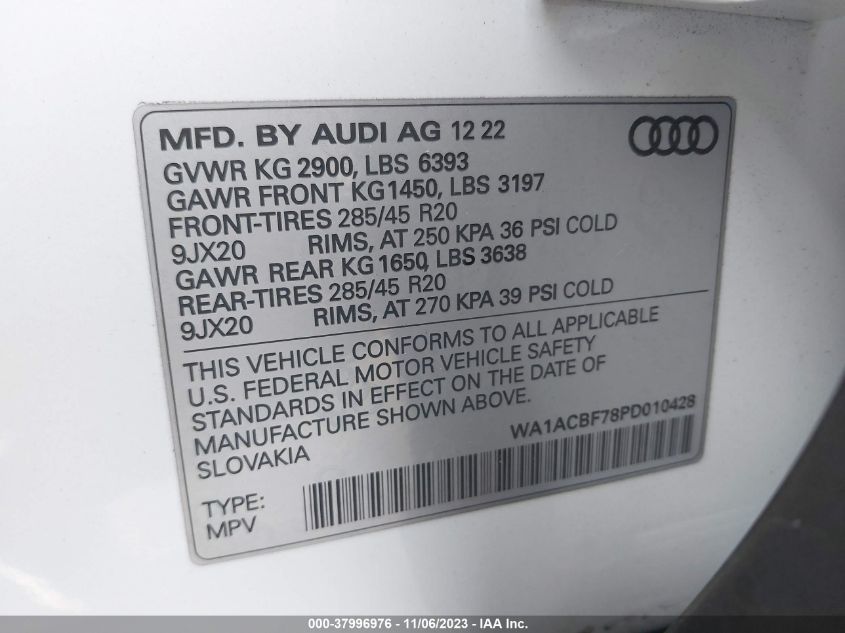 MFD. BY AUDI AG 12 22
GVWR KG 2900, LBS 6393
GAWR FRONT KG1450, LBS 3197
FRONT-TIRES 285/45 R20
9JX20 RIMS, AT 250 KPA 36 PSI COLD
GAWR REAR KG 1650, LBS 3638
REAR-TIRES 285/45 R20
9JX20 RIMS, AT 270 KPA 39 PSI COLD
THIS VEHICLE CONFORMS TO ALL APPLICABLE
U.S. FEDERAL MOTOR VEHICLE SAFETY
STANDARDS IN EFFECT ON THE DATE OF
MANUFACTURE SHOWN ABOVE.
SLOVAKIA
WA1ACBF78PD010428
TYPE:
MPV
000-37996976 - 11/06/2023 - IAA Inc.